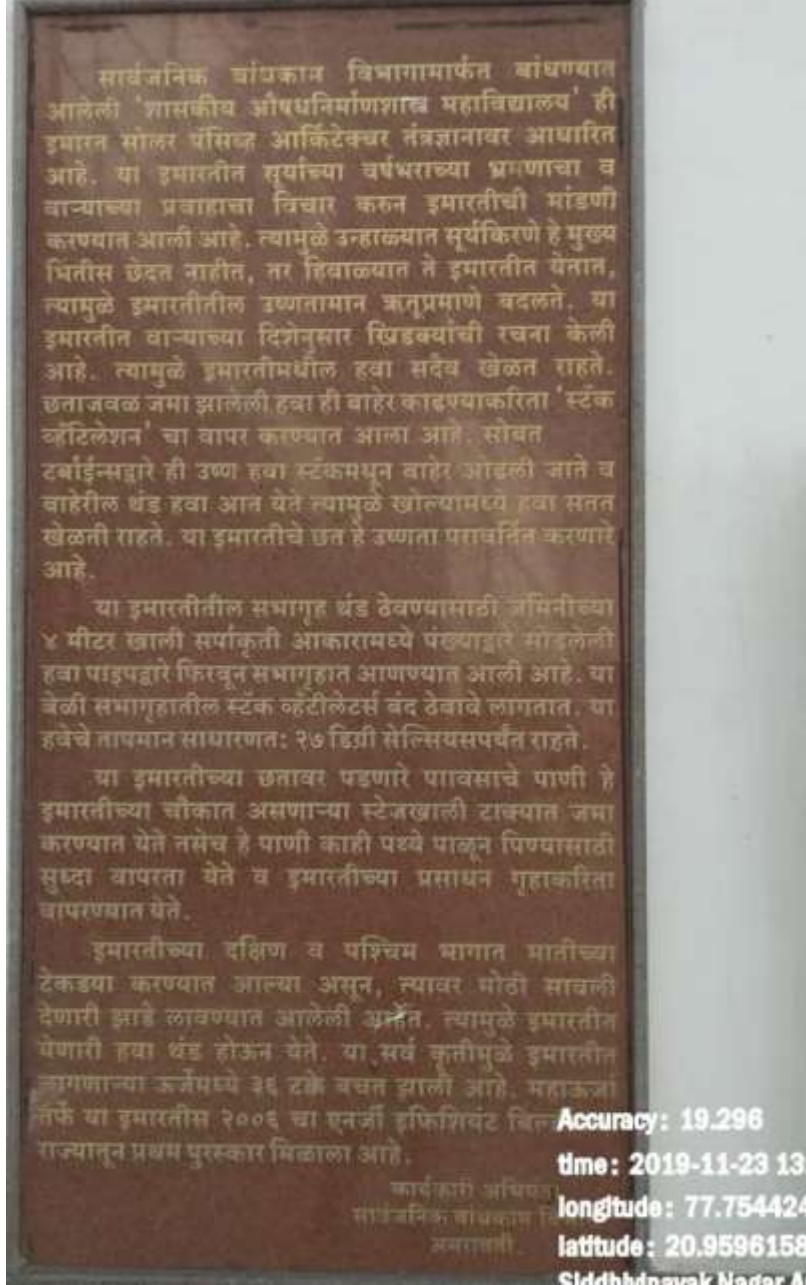 सार्वजनिक बांधकाम विभागामार्फत बांधण्यात
आलेली 'शासकीय औषधनिर्माणशास्त्र महाविद्यालय' ही
इमारत सोलर पॅसिव्ह आर्किटेक्चर तंत्रज्ञानावर आधारित
आहे. या इमारतीत सूर्याच्या वर्षभराच्या भ्रमणाचा व
वाऱ्याच्या प्रवाहाचा विचार करुन इमारतीची मांडणी
करण्यात आली आहे. त्यामुळे उन्हाळ्यात सूर्यकिरणे हे मुख्य
भिंतीस छेदत नाहीत, तर हिवाळ्यात ते इमारतीत येतात,
त्यामुळे इमारतीतील उष्णतामान ऋतूप्रमाणे बदलते. या
इमारतीत वाऱ्याच्या दिशेनुसार खिडक्यांची रचना केली
आहे. त्यामुळे इमारतीमधील हवा सदैव खेळत राहते.
छताजवळ जमा झालेली हवा ही बाहेर काढण्याकरिता 'स्टॅक
व्हेंटिलेशन' चा वापर करण्यात आला आहे. सोबत
टर्बाईन्सद्वारे ही उष्ण हवा स्टॅकमधून बाहेर ओढली जाते व
बाहेरील थंड हवा आत येते त्यामुळे खोल्यामध्ये हवा सतत
खेळती राहते. या इमारतीचे छत हे उष्णता परावर्तित करणारे
आहे.
या इमारतीतील सभागृह थंड ठेवण्यासाठी जमिनीच्या
४ मीटर खाली सर्पाकृती आकारामध्ये पंख्याद्वारे सोडलेली
हवा पाइपद्वारे फिरवून सभागृहात आणण्यात आली आहे. या
वेळी सभागृहातील स्टॅक व्हेंटीलेटर्स बंद ठेवावे लागतात. या
हवेचे तापमान साधारणत: २७ डिग्री सेल्सियसपर्यंत राहते.
या इमारतीच्या छतावर पडणारे पाावसाचे पाणी हे
इमारतीच्या चौकात असणाऱ्या स्टेजखाली टाक्यात जमा
करण्यात येते तसेच हे पाणी काही पथ्ये पाळून पिण्यासाठी
सुध्दा वापरता येते व इमारतीच्या प्रसाधन गृहाकरिता
वापरण्यात येते.
इमारतीच्या दक्षिण व पश्चिम भागात मातीच्या
टेकडया करण्यात आल्या असून, त्यावर मोठी सावली
देणारी झाडे लावण्यात आलेली आहेत. त्यामुळे इमारतीत
येणारी हवा थंड होऊन येते. या सर्व कृतीमुळे इमारतीत
लागणाऱ्या ऊर्जेमध्ये ३६ टक्के बचत झाली आहे. महाऊर्जा
तर्फे या इमारतीस २००६ चा एनर्जी इफिशियंट
राज्यातून प्रथम पुरस्कार मिळाला आहे.
कार्यकारी
सार्वजनिक बांधकाम
अमरावती.
Accuracy: 19.296
time: 2019-11-23 13
longitude: 77.754424
latitude: 20.9596158
Siddhivinayak Nagar